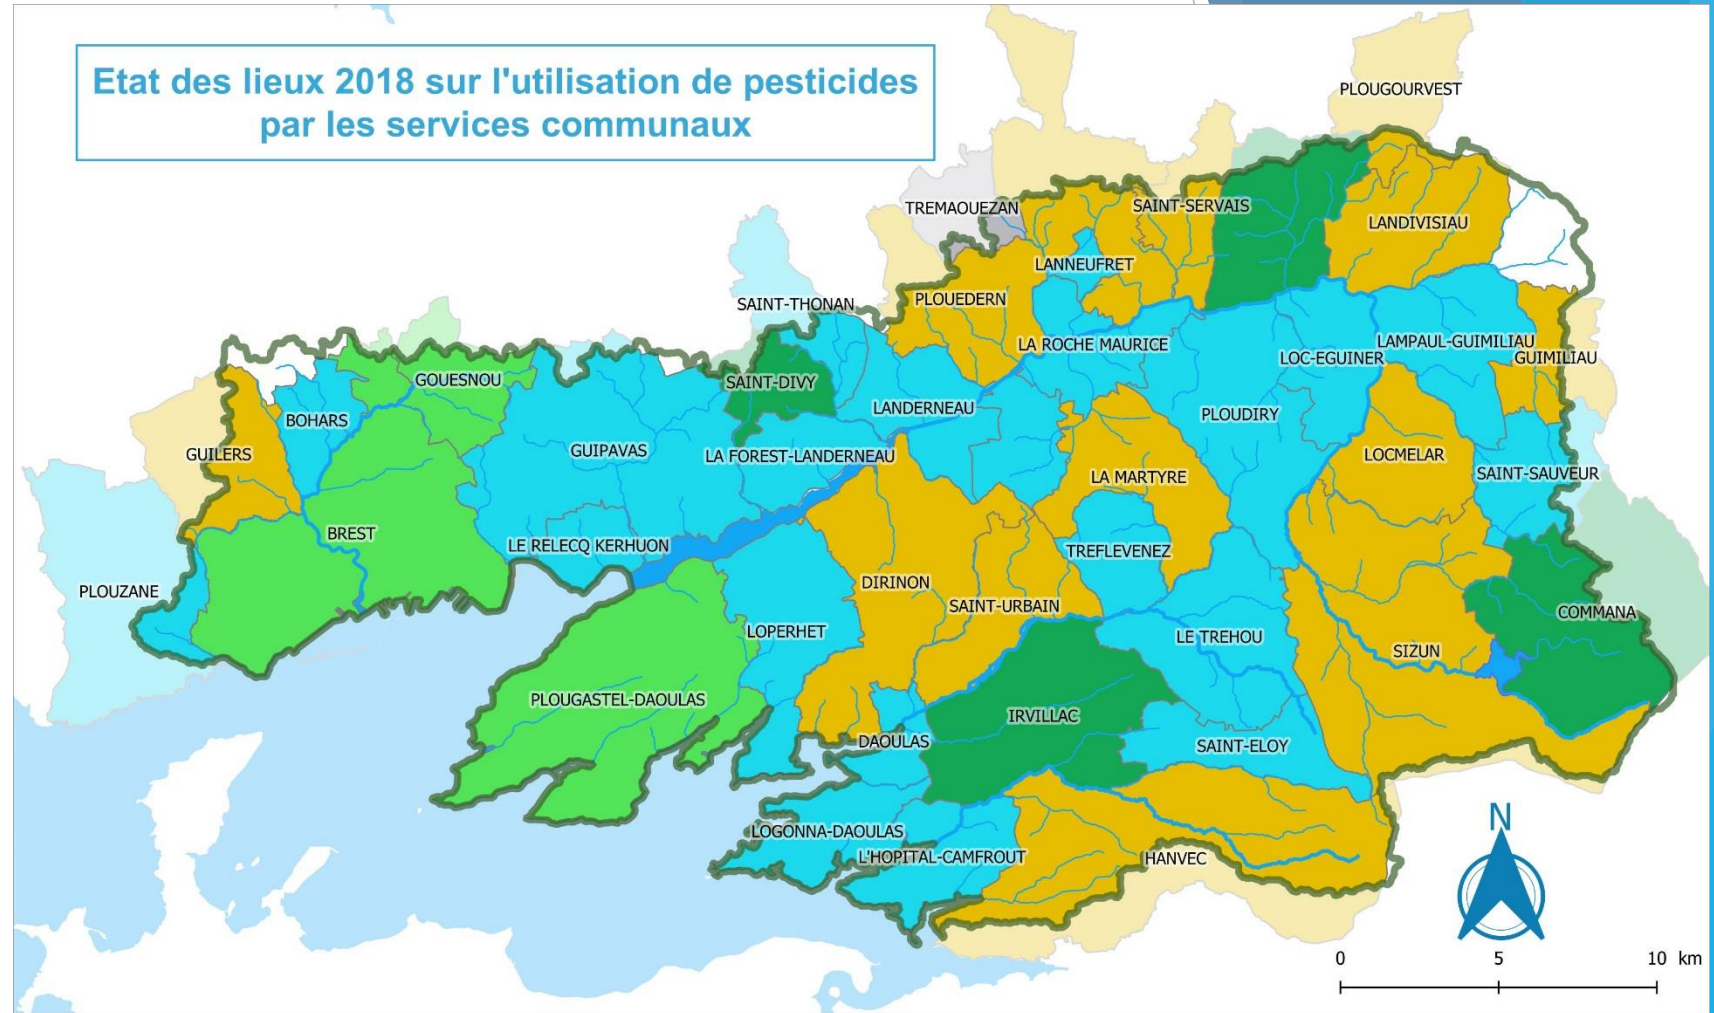 Etat des lieux 2018 sur l'utilisation de pesticides
par les services communaux
PLOUGOURVEST
TREMAOUEZAN
SAINT-SERVAIS
LANDIVISIAU
LANNEUFRET
SAINT-THONAN
PLOUEDERN
LA ROCHE MAURICE
LOC-EGUINER
LAMPAUL-GUIMILIAU
GUIMILIAU
GOUESNOU
SAINT-DIVY
BOHARS
LANDERNEAU
PLOUDIRY
GUILERS
GUIPAVAS
LA FOREST-LANDERNEAU
LOCMELAR
LA MARTYRE
SAINT-SAUVEUR
BREST
LE RELECQ KERHUON
TREFLEVENEZ
PLOUZANE
DIRINON
SAINT-URBAIN
COMMANA
LOPERHET
LE TREHOU
SIZUN
PLOUGASTEL-DAOULAS
IRVILLAC
DAOULAS
SAINT-ELOY
LOGONNA-DAOULAS
L'HOPITAL-CAMFROUT
HANVEC
N
0 5 10 km